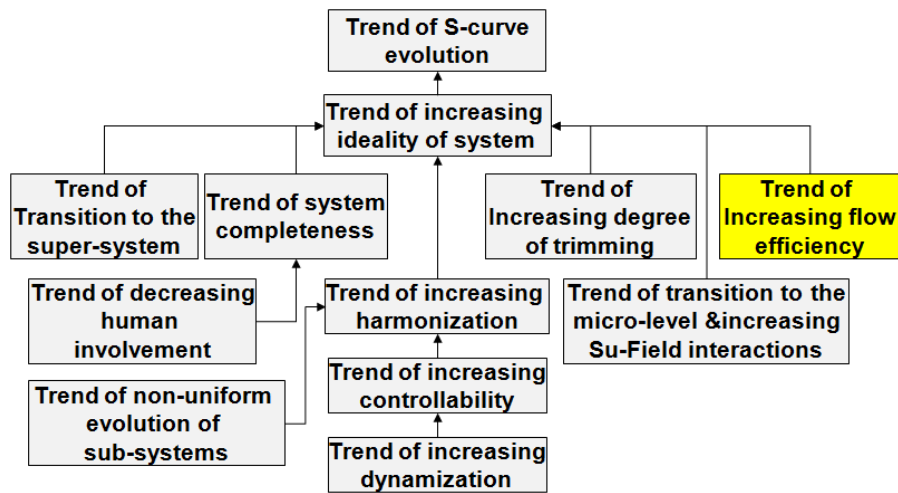 Trend of S-curve
evolution
Trend of increasing
ideality of system
Trend of
Transition to the
super-system
Trend of system
completeness
Trend of
Increasing degree
of trimming
Trend of
Increasing flow
efficiency
Trend of decreasing
human
involvement
Trend of increasing
harmonization
Trend of transition to the
micro-level &increasing
Su-Field interactions
Trend of non-uniform
evolution of
sub-systems
Trend of increasing
controllability
Trend of increasing
dynamization